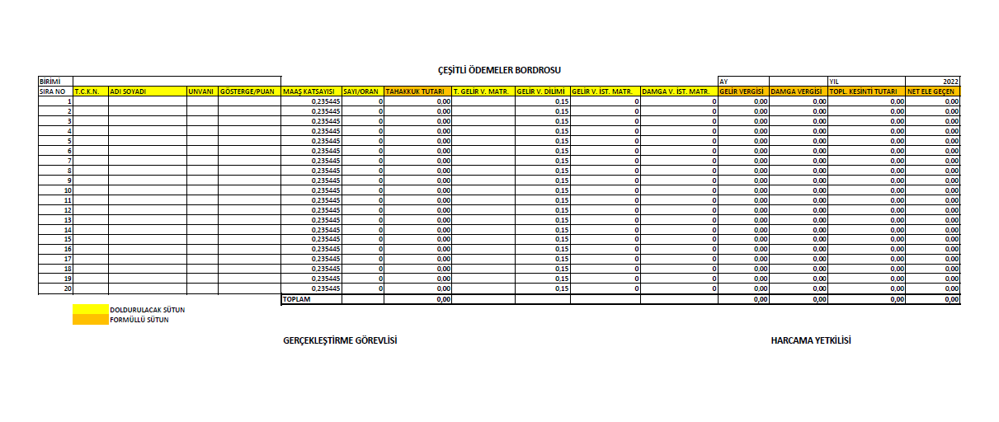 ÇEŞİTLİ ÖDEMELER BORDROSU
BİRİMİ AY YIL 2022
SIRA NO T.C.K.N. ADI SOYADI UNVANI GÖSTERGE/PUAN MAAŞ KATSAYISI SAYI/ORAN TAHAKKUK TUTARI T. GELİR V. MATR. GELİR V. DİLİMİ GELİR V. İST. MATR. DAMGA V. İST. MATR. GELİR VERGİSİ DAMGA VERGİSİ TOPL. KESİNTİ TUTARI NET ELE GEÇEN
1 0,235445 0 0,00 0,15 0 0 0,00 0,00 0,00 0,00
2 0,235445 0 0,00 0,15 0 0 0,00 0,00 0,00 0,00
3 0,235445 0 0,00 0,15 0 0 0,00 0,00 0,00 0,00
4 0,235445 0 0,00 0,15 0 0 0,00 0,00 0,00 0,00
5 0,235445 0 0,00 0,15 0 0 0,00 0,00 0,00 0,00
6 0,235445 0 0,00 0,15 0 0 0,00 0,00 0,00 0,00
7 0,235445 0 0,00 0,15 0 0 0,00 0,00 0,00 0,00
8 0,235445 0 0,00 0,15 0 0 0,00 0,00 0,00 0,00
9 0,235445 0 0,00 0,15 0 0 0,00 0,00 0,00 0,00
10 0,235445 0 0,00 0,15 0 0 0,00 0,00 0,00 0,00
11 0,235445 0 0,00 0,15 0 0 0,00 0,00 0,00 0,00
12 0,235445 0 0,00 0,15 0 0 0,00 0,00 0,00 0,00
13 0,235445 0 0,00 0,15 0 0 0,00 0,00 0,00 0,00
14 0,235445 0 0,00 0,15 0 0 0,00 0,00 0,00 0,00
15 0,235445 0 0,00 0,15 0 0 0,00 0,00 0,00 0,00
16 0,235445 0 0,00 0,15 0 0 0,00 0,00 0,00 0,00
17 0,235445 0 0,00 0,15 0 0 0,00 0,00 0,00 0,00
18 0,235445 0 0,00 0,15 0 0 0,00 0,00 0,00 0,00
19 0,235445 0 0,00 0,15 0 0 0,00 0,00 0,00 0,00
20 0,235445 0 0,00 0,15 0 0 0,00 0,00 0,00 0,00
TOPLAM 0,00 0,00 0,00 0,00 0,00
DOLDURULACAK SÜTUN
FORMÜLLÜ SÜTUN
GERÇEKLEŞTİRME GÖREVLİSİ HARCAMA YETKİLİSİ